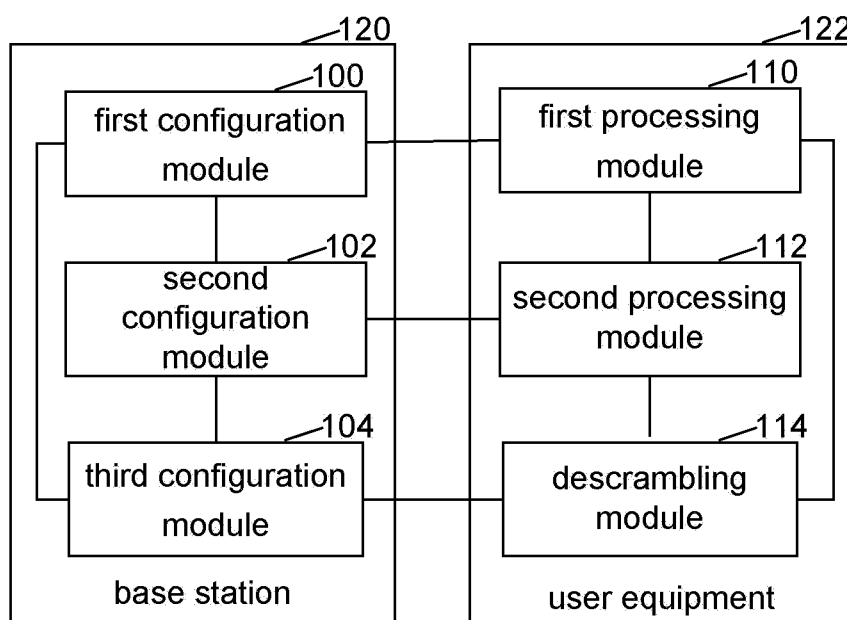 120
100
first configuration
module
102
second
configuration
module
104
third configuration
module
base station
122
110
first processing
module
112
second processing
module
114
descrambling
module
user equipment